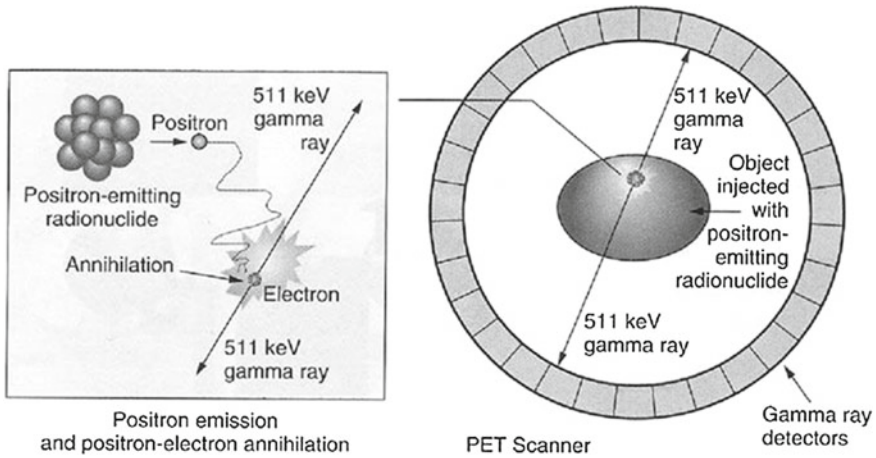 511 keV
gamma
ray
Positron
Positron-emitting
radionuclide
Annihilation
Electron
511 keV
gamma ray
Positron emission
and positron-electron annihilation
511 keV
gamma
ray
Object
injected
with
positron-
emitting
radionuclide
511 keV
gamma ray
PET Scanner
Gamma ray
detectors